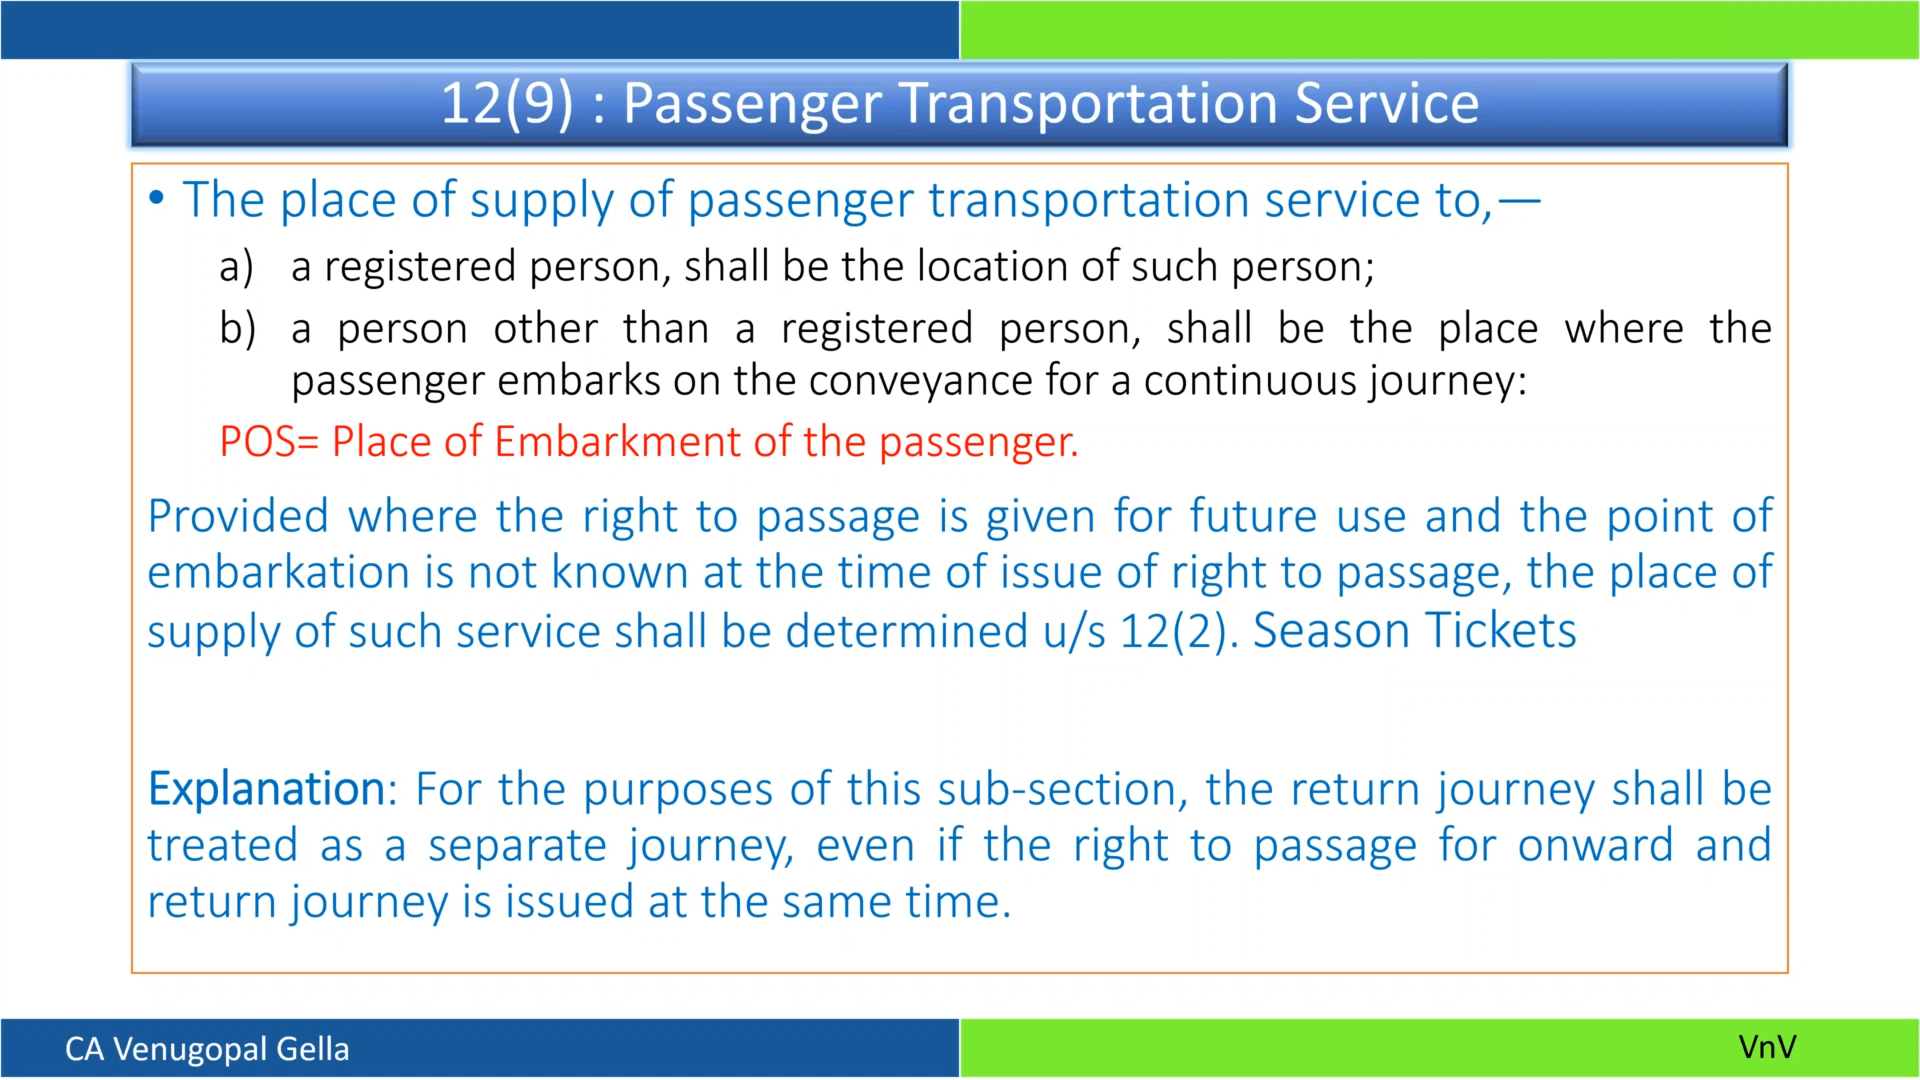 12(9) : Passenger Transportation Service
• The place of supply of passenger transportation service to,—
a) a registered person, shall be the location of such person;
b) a person other than a registered person, shall be the place where the
passenger embarks on the conveyance for a continuous journey:
POS= Place of Embarkment of the passenger.
Provided where the right to passage is given for future use and the point of
embarkation is not known at the time of issue of right to passage, the place of
supply of such service shall be determined u/s 12(2). Season Tickets
Explanation: For the purposes of this sub-section, the return journey shall be
treated as a separate journey, even if the right to passage for onward and
return journey is issued at the same time.
CA Venugopal Gella
VnV